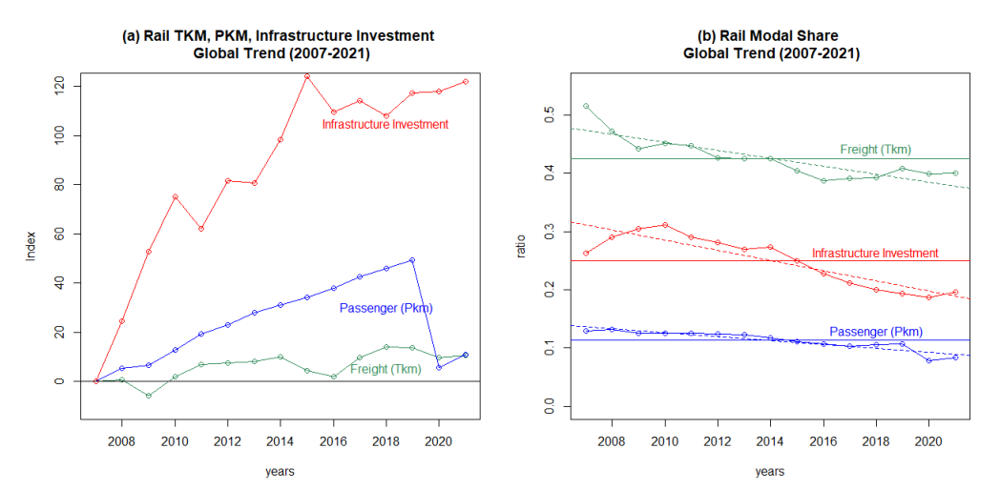 (a) Rail TKM, PKM, Infrastructure Investment
Global Trend (2007-2021)
Index
0
20
40
60
80
100
120
Infrastructure Investment
Passenger (Pkm)
Freight (Tkm)
2008
2010
2012
2014
2016
2018
2020
years
(b) Rail Modal Share
Global Trend (2007-2021)
ratio
0.0
0.1
0.2
0.3
0.4
0.5
Freight (Tkm)
Infrastructure Investment
Passenger (Pkm)
2008
2010
2012
2014
2016
2018
2020
years